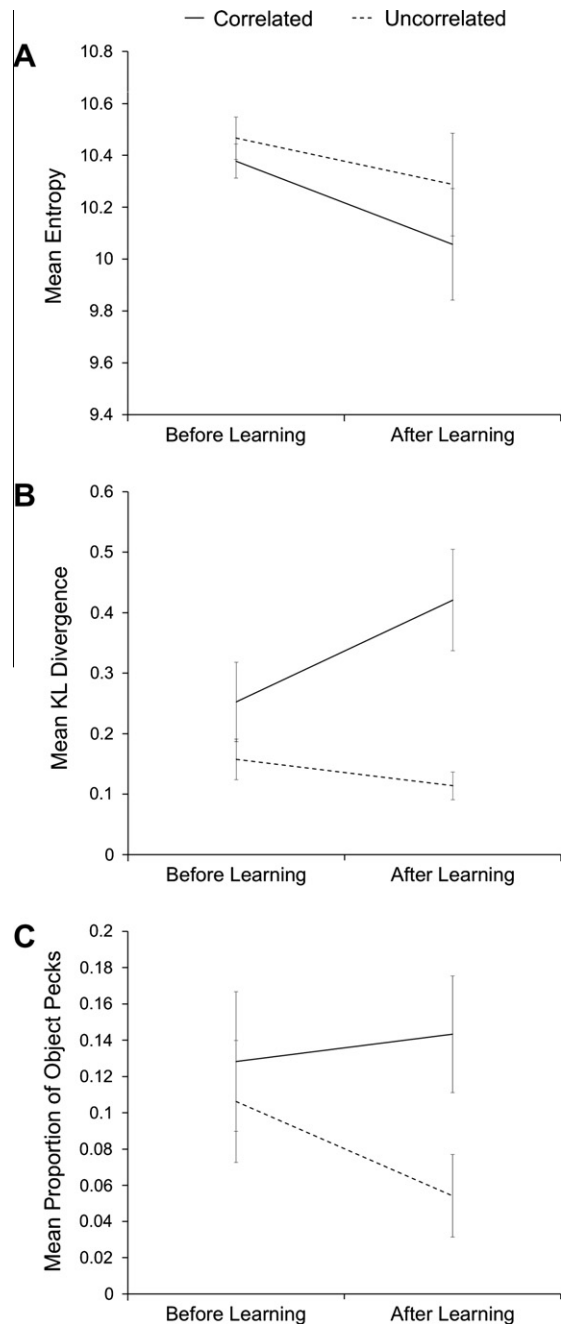 Correlated Uncorrelated
A
10.8
10.6
10.4
10.2
10
9.8
9.6
9.4
Mean Entropy
Before Learning After Learning
B
0.6
0.5
0.4
0.3
0.2
0.1
0
Mean KL Divergence
Before Learning After Learning
C
0.2
0.18
0.16
0.14
0.12
0.1
0.08
0.06
0.04
0.02
0
Mean Proportion of Object Pecks
Before Learning After Learning